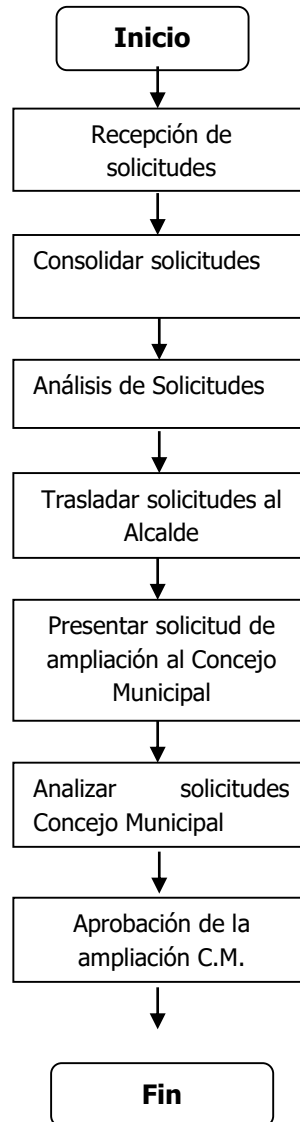 Inicio
Recepción de
solicitudes
Consolidar solicitudes
Análisis de Solicitudes
Trasladar solicitudes al
Alcalde
Presentar solicitud de
ampliación al Concejo
Municipal
Analizar solicitudes
Concejo Municipal
Aprobación de la
ampliación C.M.
Fin